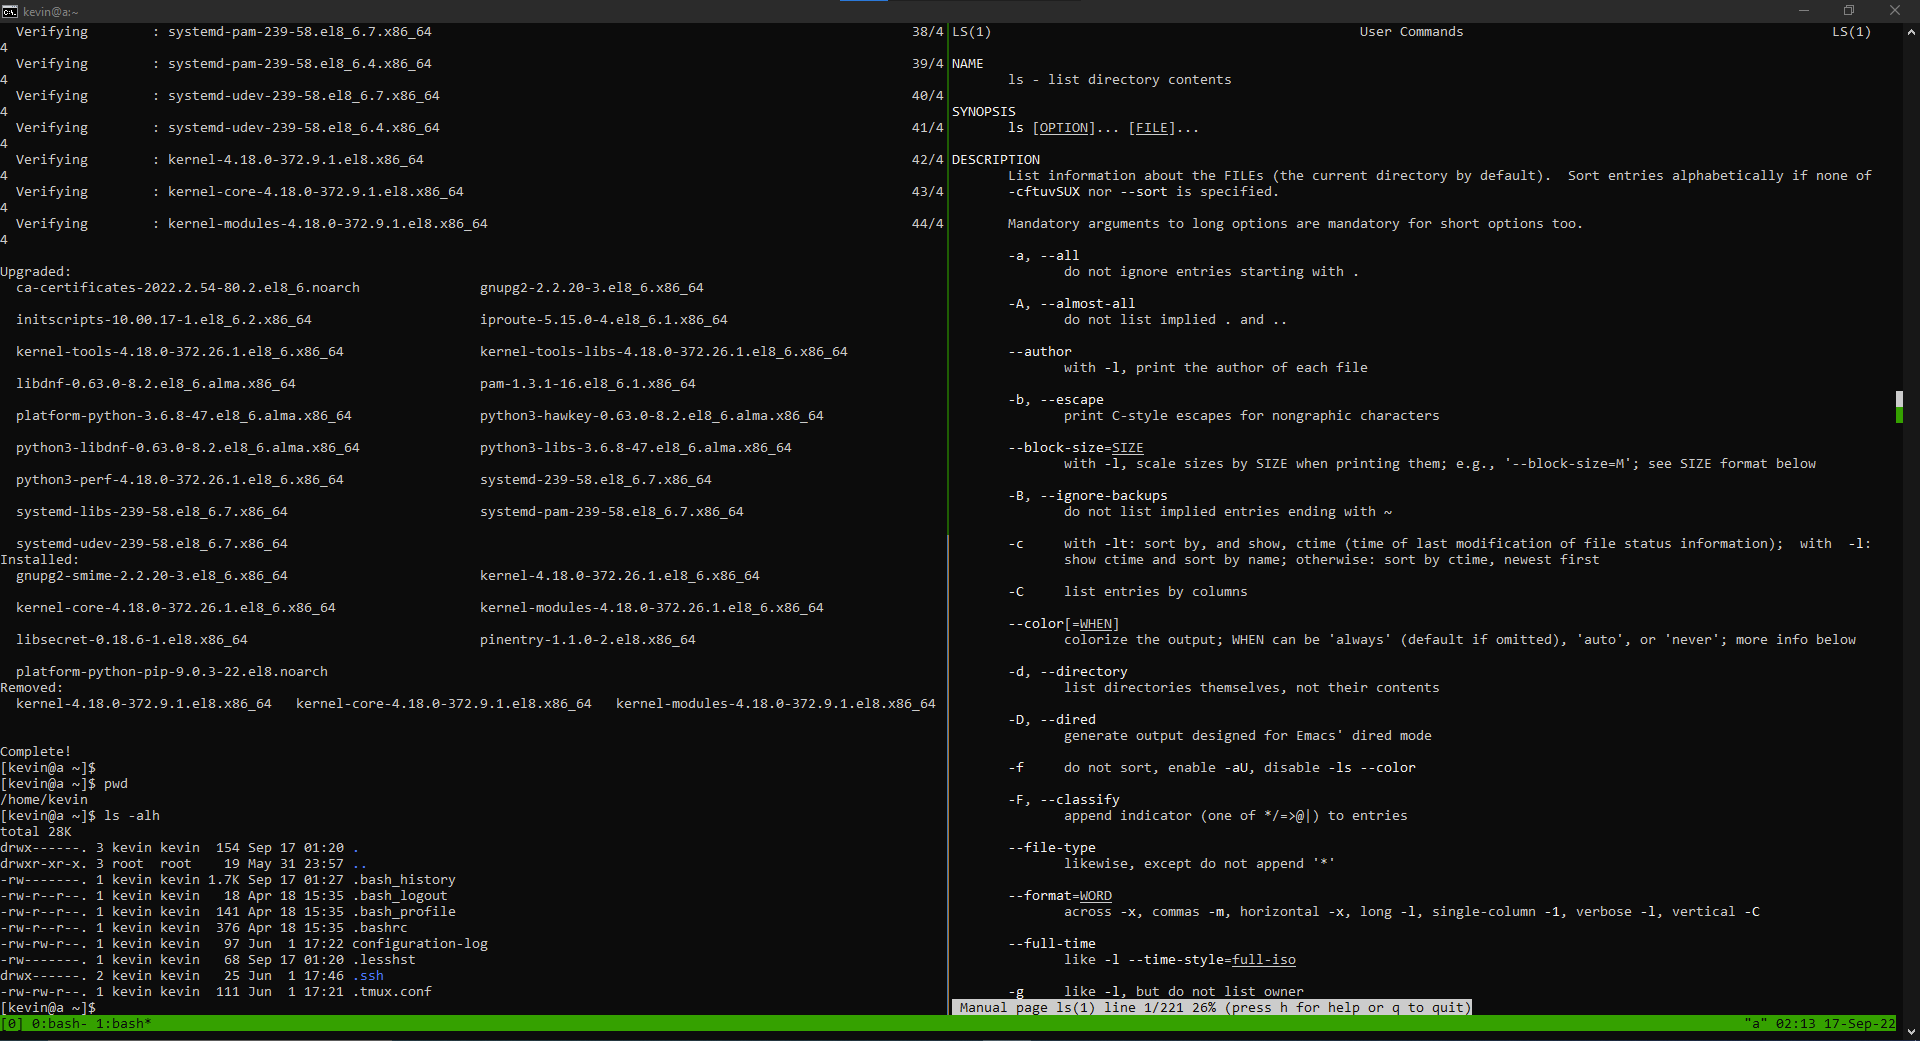 kevin@a:~
  Verifying        : systemd-pam-239-58.el8_6.7.x86_64                                                            38/4
4
  Verifying        : systemd-pam-239-58.el8_6.4.x86_64                                                            39/4
4
  Verifying        : systemd-udev-239-58.el8_6.7.x86_64                                                           40/4
4
  Verifying        : systemd-udev-239-58.el8_6.4.x86_64                                                           41/4
4
  Verifying        : kernel-4.18.0-372.9.1.el8.x86_64                                                             42/4
4
  Verifying        : kernel-core-4.18.0-372.9.1.el8.x86_64                                                        43/4
4
  Verifying        : kernel-modules-4.18.0-372.9.1.el8.x86_64                                                     44/4
4
Upgraded:
  ca-certificates-2022.2.54-80.2.el8_6.noarch               gnupg2-2.2.20-3.el8_6.x86_64
  initscripts-10.00.17-1.el8_6.2.x86_64                     iproute-5.15.0-4.el8_6.1.x86_64
  kernel-tools-4.18.0-372.26.1.el8_6.x86_64                 kernel-tools-libs-4.18.0-372.26.1.el8_6.x86_64
  libdnf-0.63.0-8.2.el8_6.alma.x86_64                       pam-1.3.1-16.el8_6.1.x86_64
  platform-python-3.6.8-47.el8_6.alma.x86_64                python3-hawkey-0.63.0-8.2.el8_6.alma.x86_64
  python3-libdnf-0.63.0-8.2.el8_6.alma.x86_64               python3-libs-3.6.8-47.el8_6.alma.x86_64
  python3-perf-4.18.0-372.26.1.el8_6.x86_64                 systemd-239-58.el8_6.7.x86_64
  systemd-libs-239-58.el8_6.7.x86_64                        systemd-pam-239-58.el8_6.7.x86_64
  systemd-udev-239-58.el8_6.7.x86_64
Installed:
  gnupg2-smime-2.2.20-3.el8_6.x86_64                        kernel-4.18.0-372.26.1.el8_6.x86_64
  kernel-core-4.18.0-372.26.1.el8_6.x86_64                  kernel-modules-4.18.0-372.26.1.el8_6.x86_64
  libsecret-0.18.6-1.el8.x86_64                             pinentry-1.1.0-2.el8.x86_64
  platform-python-pip-9.0.3-22.el8.noarch
Removed:
  kernel-4.18.0-372.9.1.el8.x86_64   kernel-core-4.18.0-372.9.1.el8.x86_64   kernel-modules-4.18.0-372.9.1.el8.x86_64
Complete!
[kevin@a ~]$
[kevin@a ~]$ pwd
/home/kevin
[kevin@a ~]$ ls -alh
total 28K
drwx------. 3 kevin kevin  154 Sep 17 01:20 .
drwxr-xr-x. 3 root  root    19 May 31 23:57 ..
-rw-------. 1 kevin kevin 1.7K Sep 17 01:27 .bash_history
-rw-r--r--. 1 kevin kevin   18 Apr 18 15:35 .bash_logout
-rw-r--r--. 1 kevin kevin  141 Apr 18 15:35 .bash_profile
-rw-r--r--. 1 kevin kevin  376 Apr 18 15:35 .bashrc
-rw-rw-r--. 1 kevin kevin   97 Jun  1 17:22 configuration-log
-rw-------. 1 kevin kevin   68 Sep 17 01:20 .lesshst
drwx------. 2 kevin kevin   25 Jun  1 17:46 .ssh
-rw-rw-r--. 1 kevin kevin  111 Jun  1 17:21 .tmux.conf
[kevin@a ~]$
LS(1)                                              User Commands                                              LS(1)
NAME
       ls - list directory contents
SYNOPSIS
       ls [OPTION]... [FILE]...
DESCRIPTION
       List information about the FILEs (the current directory by default).  Sort entries alphabetically if none of
       -cftuvSUX nor --sort is specified.
       Mandatory arguments to long options are mandatory for short options too.
       -a, --all
              do not ignore entries starting with .
       -A, --almost-all
              do not list implied . and ..
       --author
              with -l, print the author of each file
       -b, --escape
              print C-style escapes for nongraphic characters
       --block-size=SIZE
              with -l, scale sizes by SIZE when printing them; e.g., '--block-size=M'; see SIZE format below
       -B, --ignore-backups
              do not list implied entries ending with ~
       -c     with -lt: sort by, and show, ctime (time of last modification of file status information);  with  -l:
              show ctime and sort by name; otherwise: sort by ctime, newest first
       -C     list entries by columns
       --color[=WHEN]
              colorize the output; WHEN can be 'always' (default if omitted), 'auto', or 'never'; more info below
       -d, --directory
              list directories themselves, not their contents
       -D, --dired
              generate output designed for Emacs' dired mode
       -f     do not sort, enable -aU, disable -ls --color
       -F, --classify
              append indicator (one of */=>@|) to entries
       --file-type
              likewise, except do not append '*'
       --format=WORD
              across -x, commas -m, horizontal -x, long -l, single-column -1, verbose -l, vertical -C
       --full-time
              like -l --time-style=full-iso
       -g     like -l, but do not list owner
 Manual page ls(1) line 1/221 26% (press h for help or q to quit)
[0] 0:bash- 1:bash*                                                                              "a" 02:13 17-Sep-22